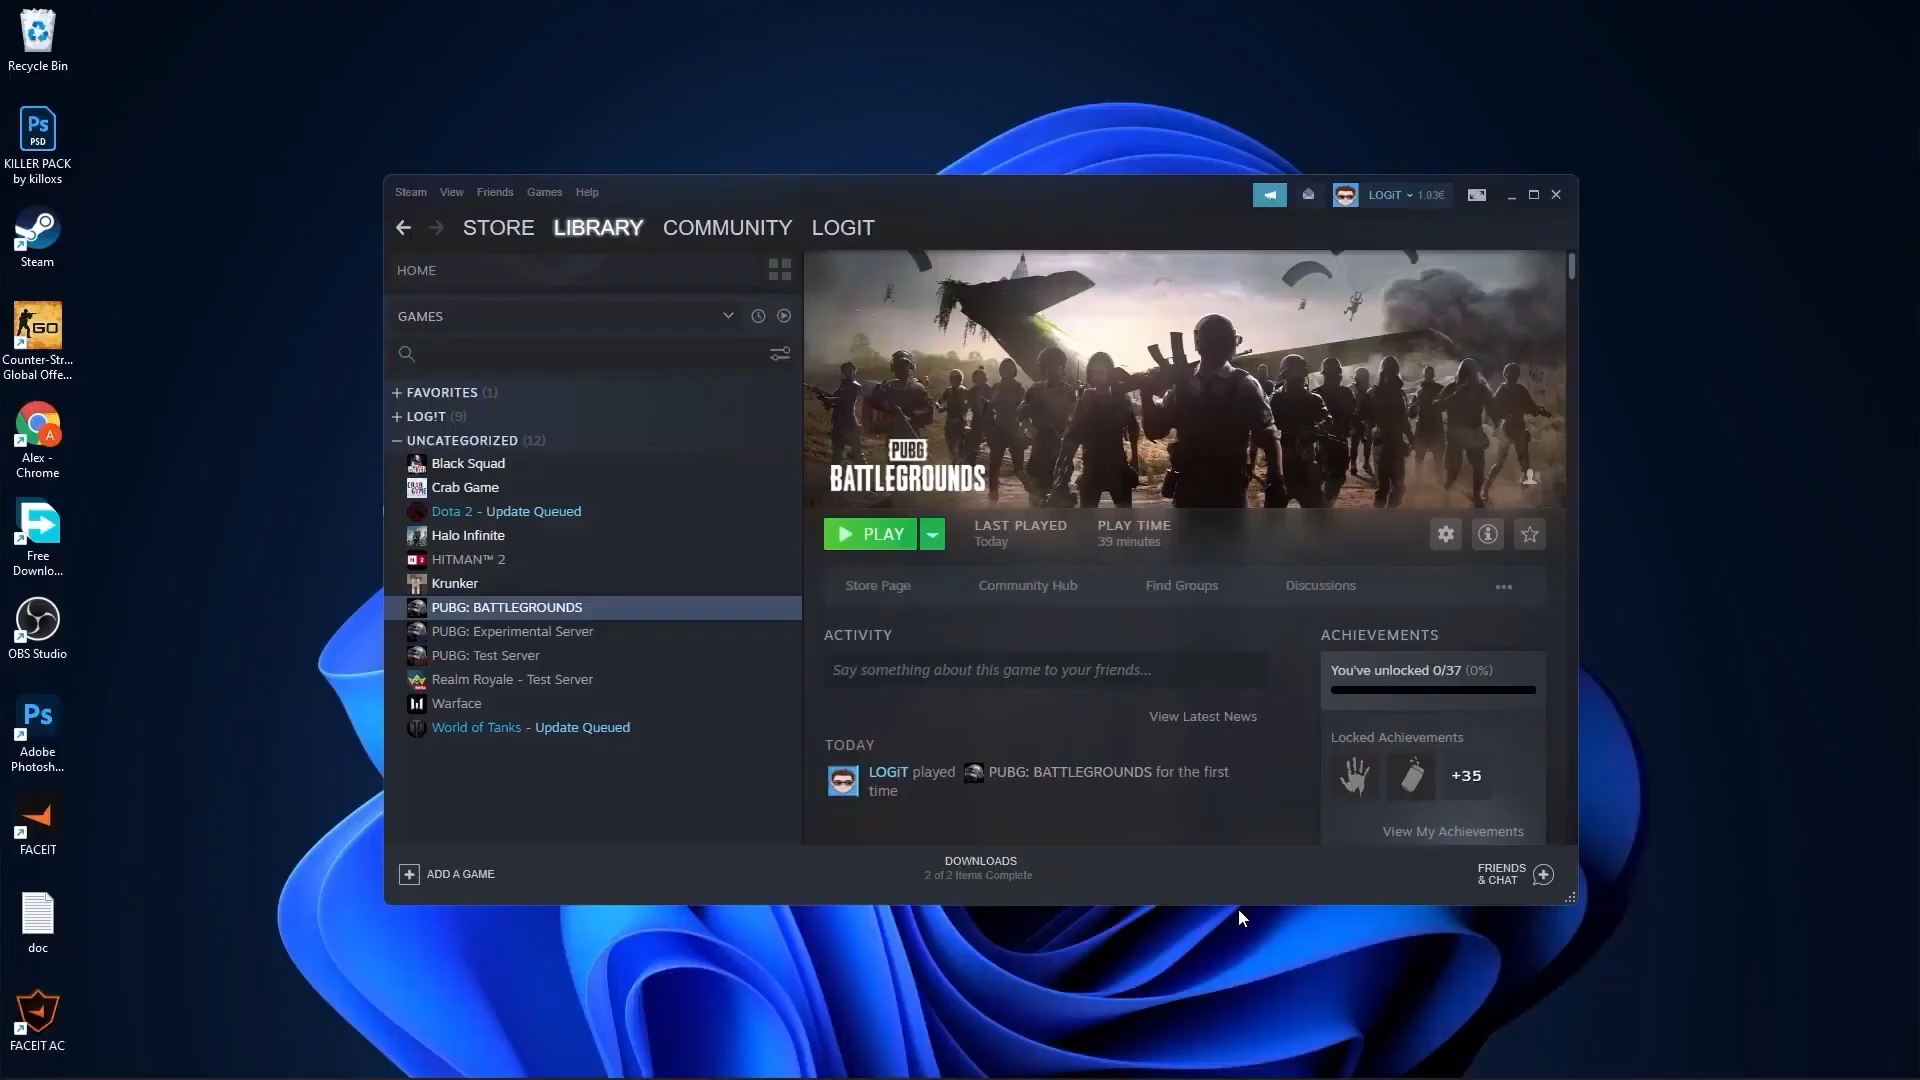 Recycle Bin
Ps
PSD
KILLER PACK
by killoxs
Steam
GO
Counter-Str...
Global Offe...
A
Alex -
Chrome
Free
Downlo...
OBS Studio
Ps
Adobe
Photosh...
FACEIT
doc
FACEIT AC
Steam View Friends Games Help
LOGiT 1.03€
STORE LIBRARY COMMUNITY LOGIT
HOME
GAMES
+ FAVORITES (1)
+ LOG!T (9)
— UNCATEGORIZED (12)
Black Squad
Crab Game
Dota 2 - Update Queued
Halo Infinite
HITMAN™ 2
Krunker
PUBG: BATTLEGROUNDS
PUBG: Experimental Server
PUBG: Test Server
Realm Royale - Test Server
Warface
World of Tanks - Update Queued
PUBG
BATTLEGROUNDS
PLAY
LAST PLAYED
Today
PLAY TIME
39 minutes
Store Page Community Hub Find Groups Discussions
ACTIVITY
Say something about this game to your friends...
View Latest News
TODAY
LOGiT played PUBG: BATTLEGROUNDS for the first
time
ACHIEVEMENTS
You've unlocked 0/37 (0%)
Locked Achievements
+35
View My Achievements
ADD A GAME
DOWNLOADS
2 of 2 Items Complete
FRIENDS
& CHAT